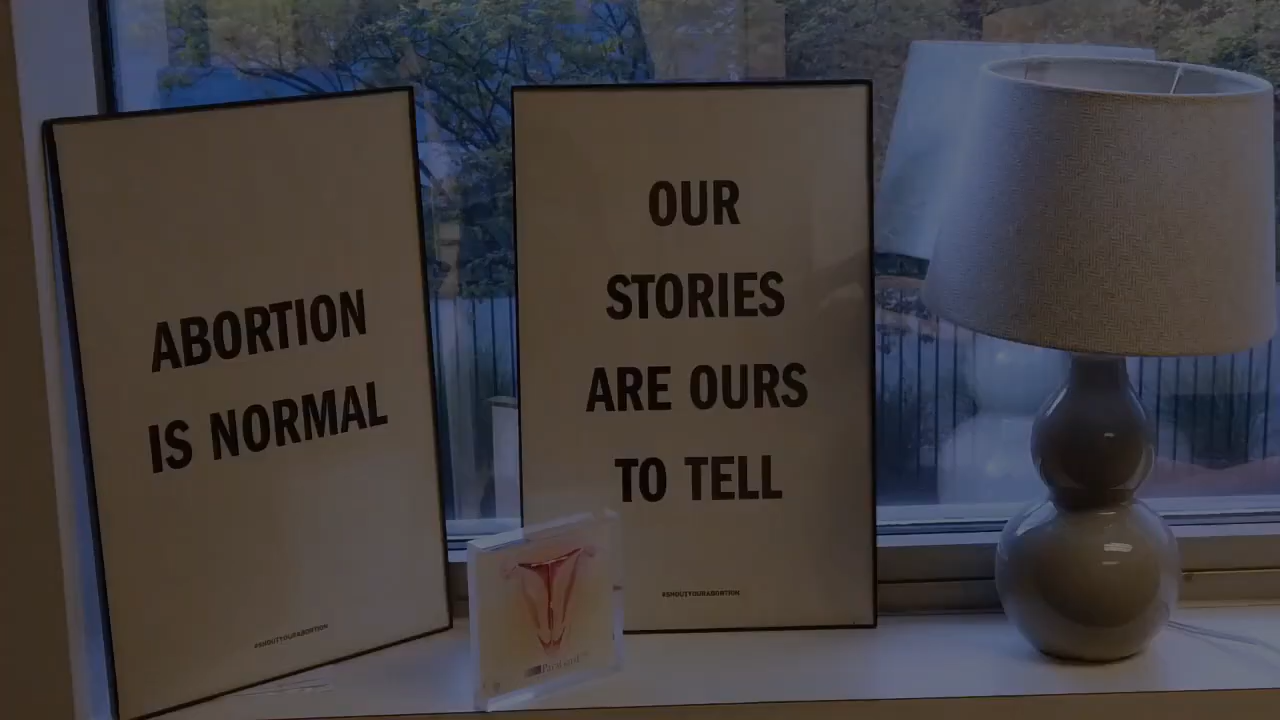 ABORTION
IS NORMAL
#SHOUTYOURABORTION
OUR
STORIES
ARE OURS
TO TELL
#SHOUTYOURABORTION